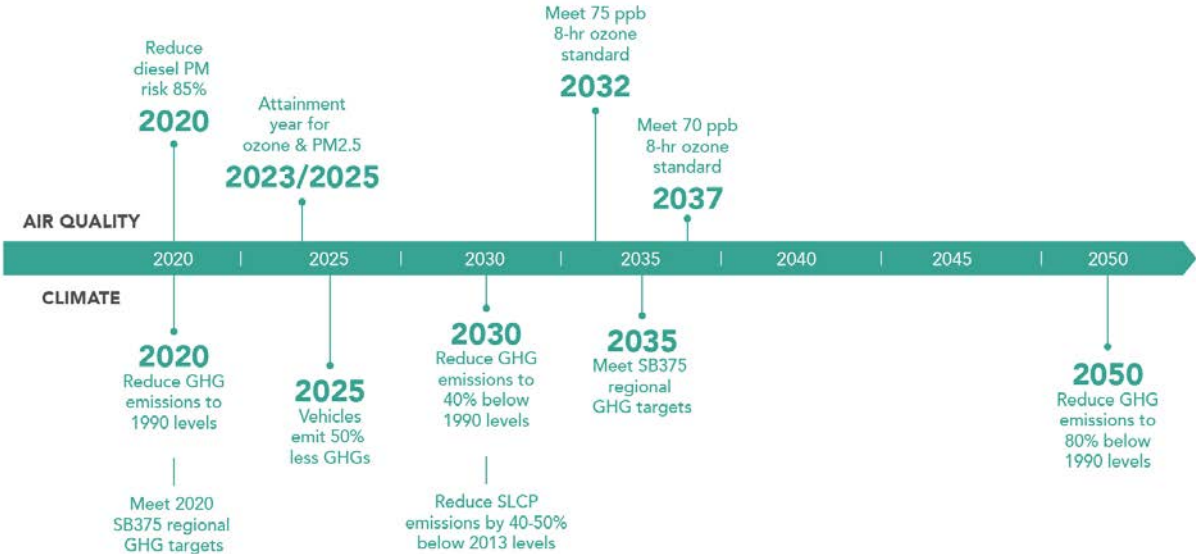 Reduce
diesel PM
risk 85%
2020
Attainment
year for
ozone & PM2.5
2023/2025
Meet 75 ppb
8-hr ozone
standard
2032
Meet 70 ppb
8-hr ozone
standard
2037
AIR QUALITY
2020 | 2025 | 2030 | 2035 | 2040 | 2045 | 2050
CLIMATE
2020
Reduce GHG
emissions to
1990 levels
Meet 2020
SB375 regional
GHG targets
2025
Vehicles
emit 50%
less GHGs
2030
Reduce GHG
emissions to
40% below
1990 levels
Reduce SLCP
emissions by 40-50%
below 2013 levels
2035
Meet SB375
regional
GHG targets
2050
Reduce GHG
emissions to
80% below
1990 levels